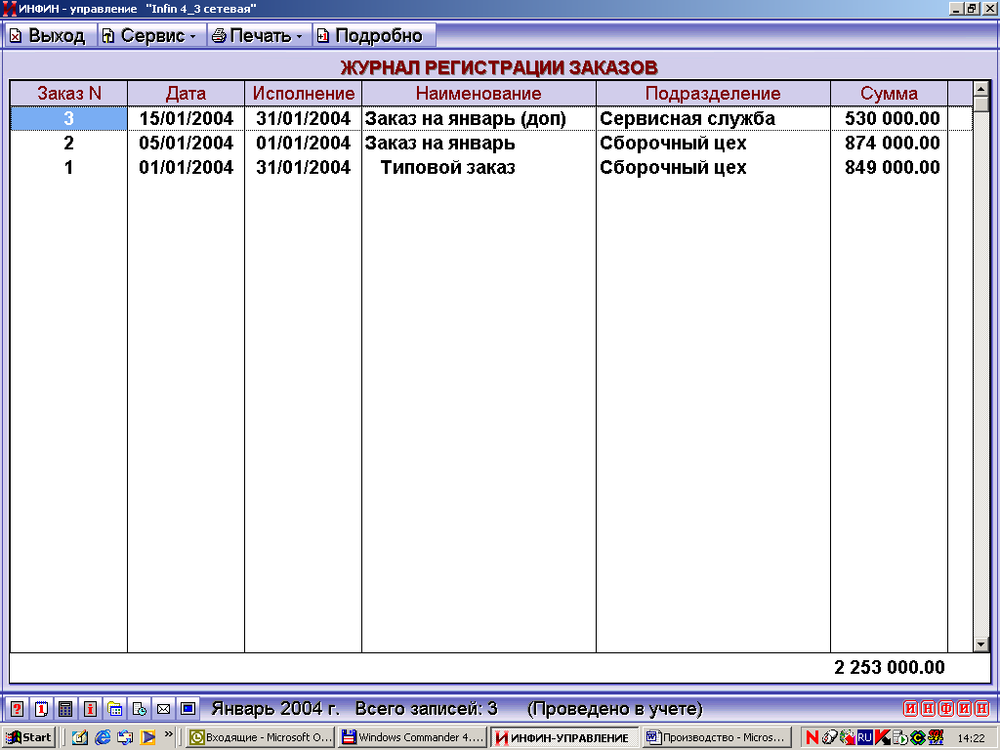 ИНФИН - управление "Infin 4_3 сетевая"
Выход Сервис Печать Подробно
ЖУРНАЛ РЕГИСТРАЦИИ ЗАКАЗОВ
Заказ N Дата Исполнение Наименование Подразделение Сумма
3 15/01/2004 31/01/2004 Заказ на январь (доп) Сервисная служба 530 000.00
2 05/01/2004 01/01/2004 Заказ на январь Сборочный цех 874 000.00
1 01/01/2004 31/01/2004 Типовой заказ Сборочный цех 849 000.00
2 253 000.00
Январь 2004 г. Всего записей: 3 (Проведено в учете) ИНФИН
Start » Входящие - Microsoft O... Windows Commander 4.... ИНФИН-УПРАВЛЕНИЕ Производство - Micros... RU 14:22